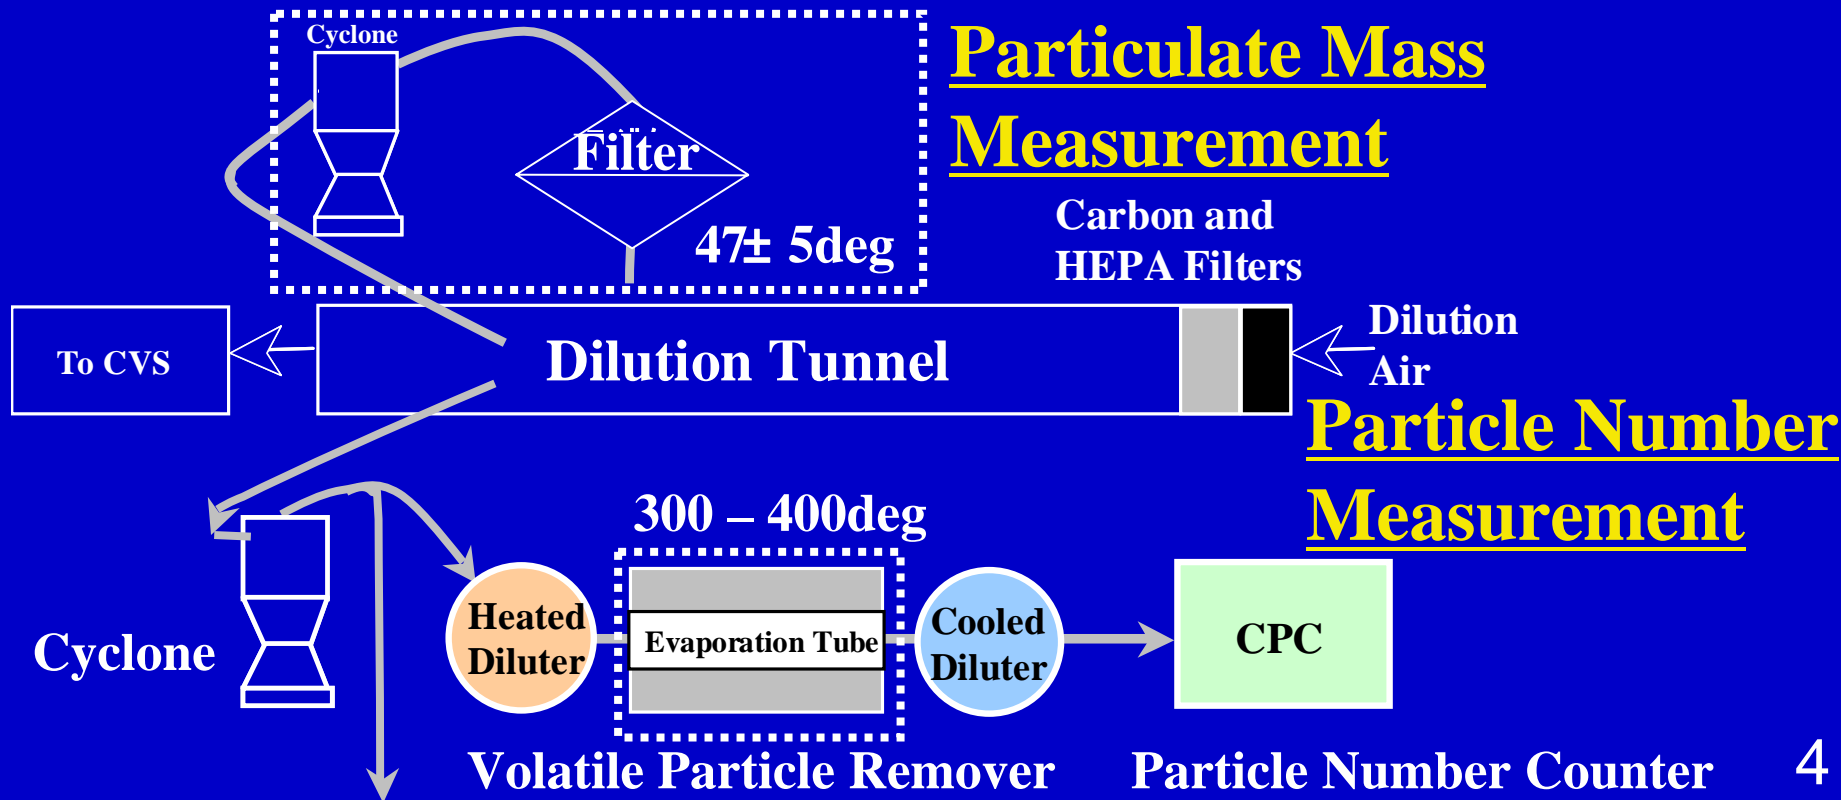 Cyclone
Particulate Mass
Measurement
Filter
47± 5deg
Carbon and
HEPA Filters
To CVS
Dilution Tunnel
Dilution
Air
Particle Number
Measurement
300 – 400deg
Cyclone
Heated
Diluter
Evaporation Tube
Cooled
Diluter
CPC
Volatile Particle Remover
Particle Number Counter
4